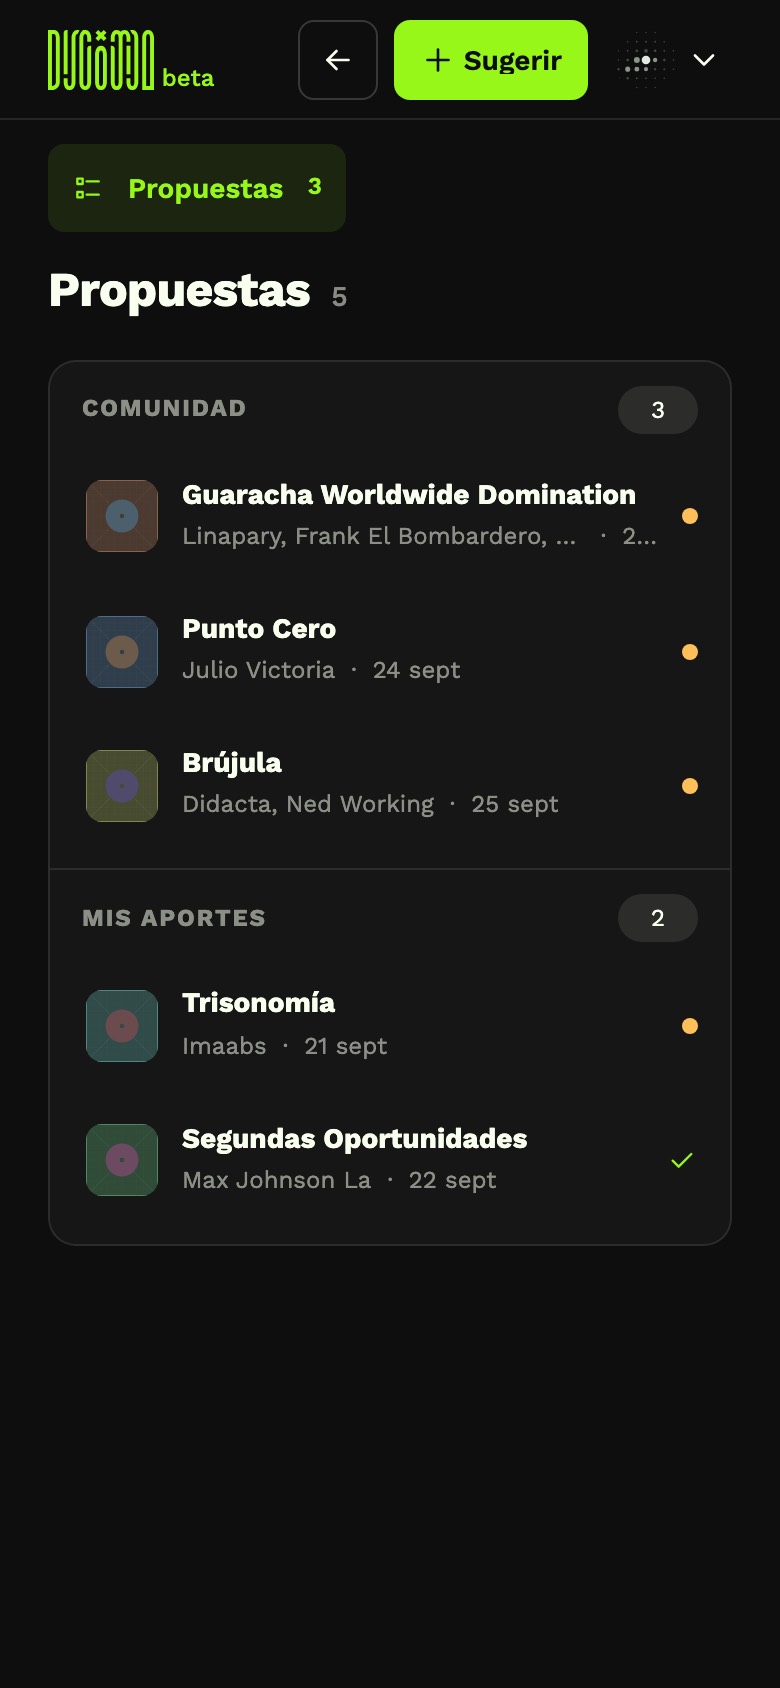 beta
Sugerir
Propuestas 3
Propuestas 5
COMUNIDAD 3
Guaracha Worldwide Domination
Linapary, Frank El Bombardero, ... · 2...
Punto Cero
Julio Victoria · 24 sept
Brújula
Didacta, Ned Working · 25 sept
MIS APORTES 2
Trisonomía
Imaabs · 21 sept
Segundas Oportunidades
Max Johnson La · 22 sept